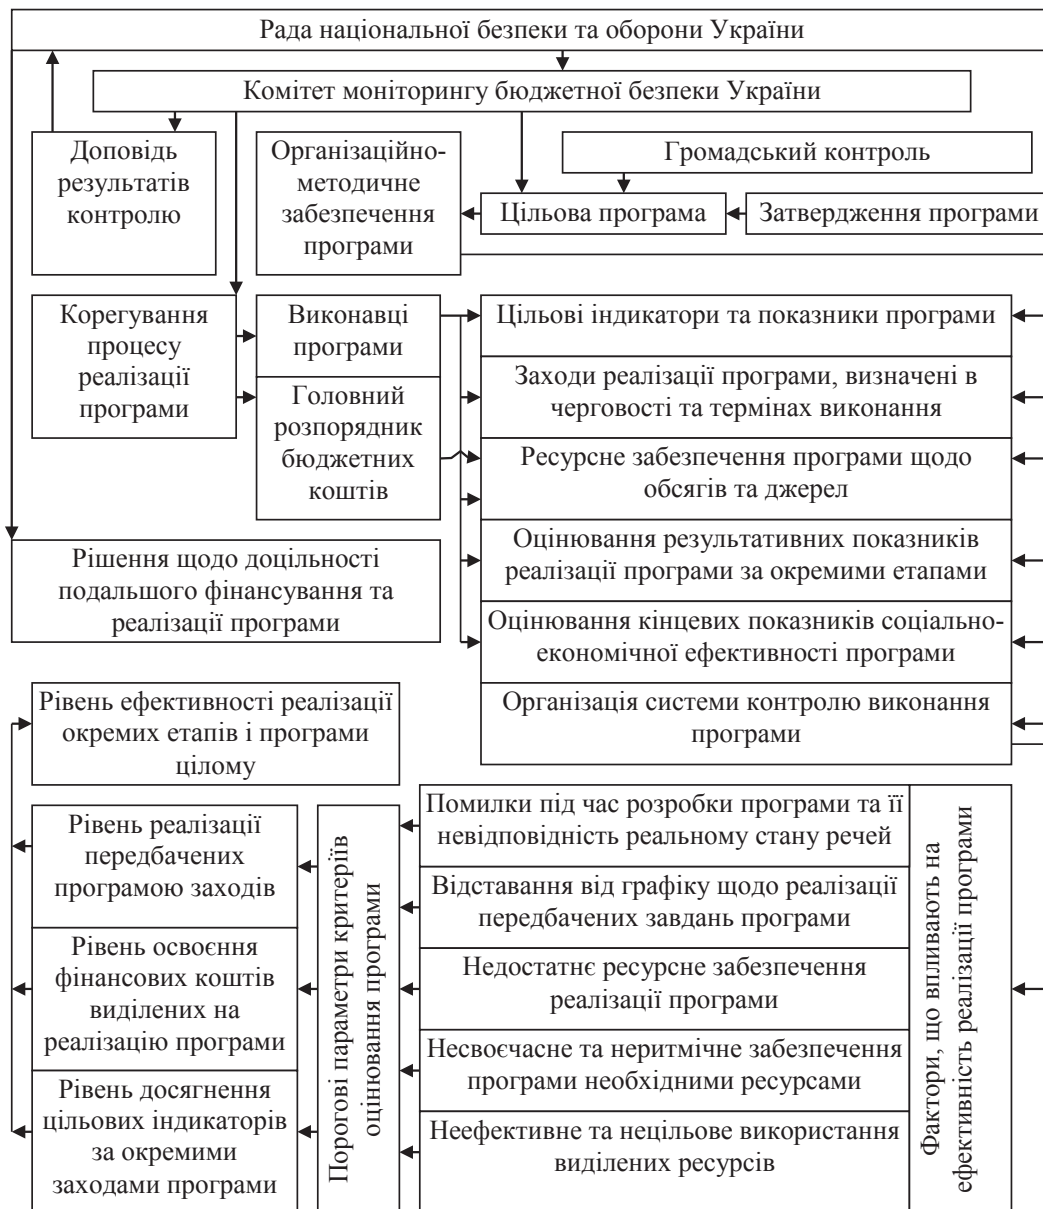 Рада національної безпеки та оборони України
Комітет моніторингу бюджетної безпеки України
Доповідь
результатів
контролю
Організаційно-
методичне
забезпечення
програми
Громадський контроль
Цільова програма
Затвердження програми
Корегування
процесу
реалізації
програми
Виконавці
програми
Головний
розпорядник
бюджетних
коштів
Цільові індикатори та показники програми
Заходи реалізації програми, визначені в
черговості та термінах виконання
Ресурсне забезпечення програми щодо
обсягів та джерел
Оцінювання результативних показників
реалізації програми за окремими етапами
Оцінювання кінцевих показників соціально-
економічної ефективності програми
Організація системи контролю виконання
програми
Рішення щодо доцільності
подальшого фінансування та
реалізації програми
Рівень ефективності реалізації
окремих етапів і програми
цілому
Рівень реалізації
передбачених
програмою заходів
Рівень освоєння
фінансових коштів
виділених на
реалізацію програми
Рівень досягнення
цільових індикаторів
за окремими
заходами програми
Порогові параметри критеріїв
оцінювання програми
Помилки під час розробки програми та її
невідповідність реальному стану речей
Відставання від графіку щодо реалізації
передбачених завдань програми
Недостатнє ресурсне забезпечення
реалізації програми
Несвоєчасне та неритмічне забезпечення
програми необхідними ресурсами
Неефективне та нецільове використання
виділених ресурсів
Фактори, що впливають на
ефективність реалізації програми